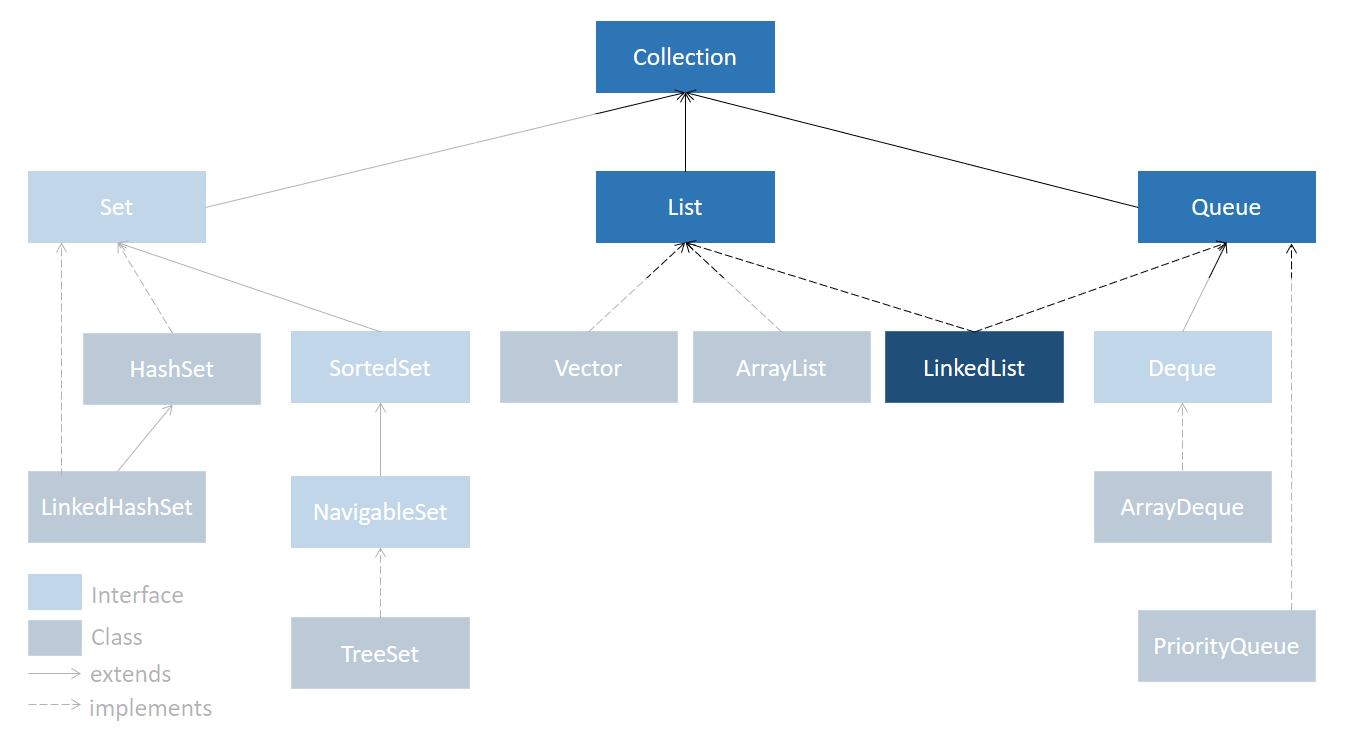 Collection
Set
List
Queue
HashSet
SortedSet
Vector
ArrayList
LinkedList
Deque
LinkedHashSet
NavigableSet
ArrayDeque
Interface
Class
TreeSet
PriorityQueue
extends
implements